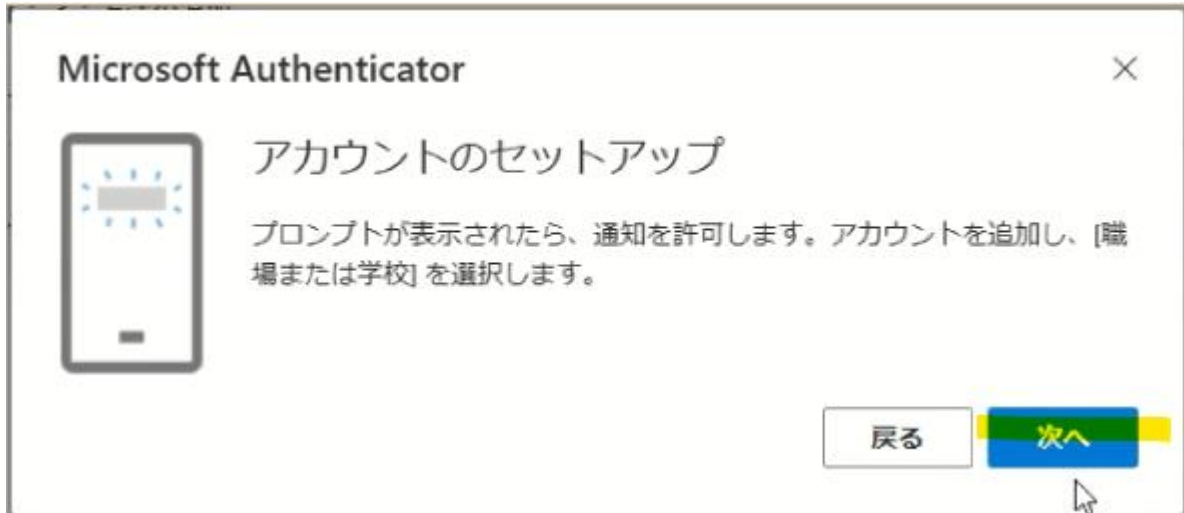 Microsoft Authenticator
アカウントのセットアップ
プロンプトが表示されたら、通知を許可します。アカウントを追加し、[職
場または学校] を選択します。
戻る
次へ